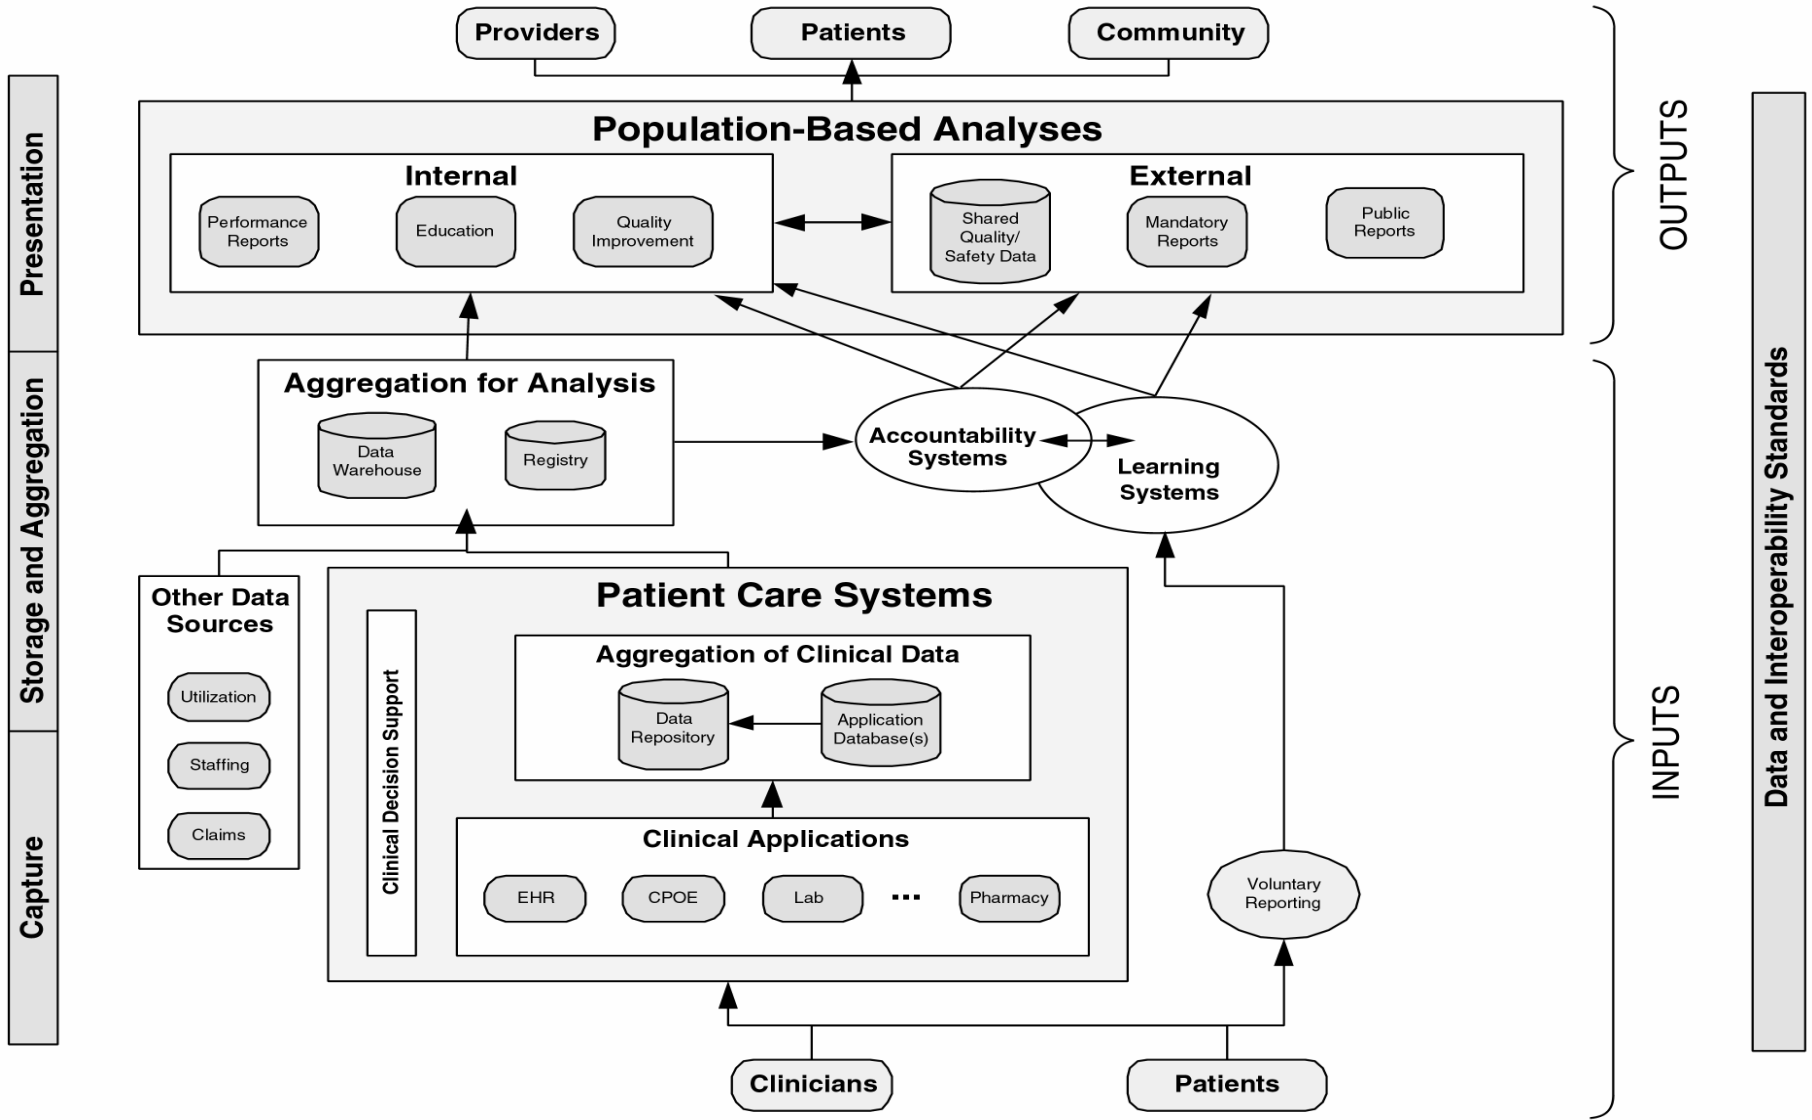 Providers
Patients
Community
Population-Based Analyses
Internal
Performance
Reports
Education
Quality
Improvement
External
Shared
Quality/
Safety Data
Mandatory
Reports
Public
Reports
OUTPUTS
Presentation
Aggregation for Analysis
Data
Warehouse
Registry
Accountability
Systems
Learning
Systems
Storage and Aggregation
Other Data
Sources
Utilization
Staffing
Claims
Patient Care Systems
Clinical Decision Support
Aggregation of Clinical Data
Data
Repository
Application
Database(s)
Clinical Applications
EHR
CPOE
Lab
...
Pharmacy
Voluntary
Reporting
Capture
INPUTS
Data and Interoperability Standards
Clinicians
Patients